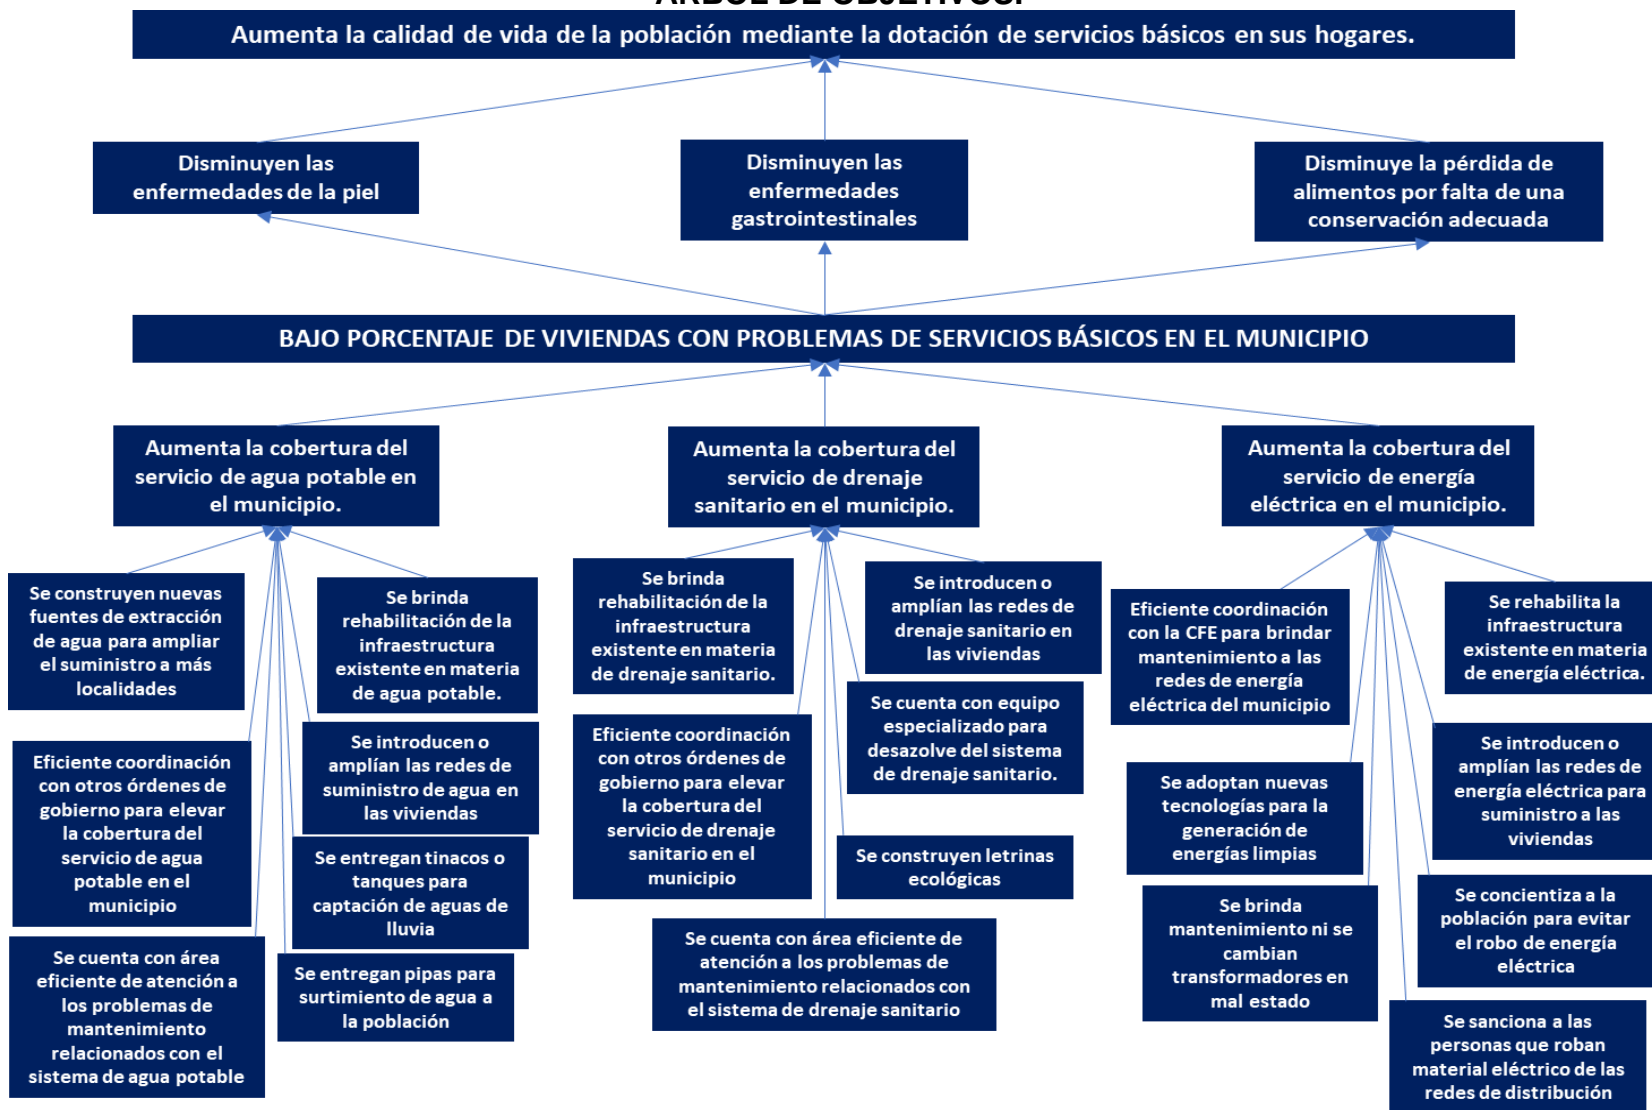 ÁRBOL DE OBJETIVOS.
Aumenta la calidad de vida de la población mediante la dotación de servicios básicos en sus hogares.
Disminuyen las
enfermedades de la piel
Disminuyen las
enfermedades
gastrointestinales
Disminuye la pérdida de
alimentos por falta de una
conservación adecuada
BAJO PORCENTAJE DE VIVIENDAS CON PROBLEMAS DE SERVICIOS BÁSICOS EN EL MUNICIPIO
Aumenta la cobertura del
servicio de agua potable en
el municipio.
Aumenta la cobertura del
servicio de drenaje
sanitario en el municipio.
Aumenta la cobertura del
servicio de energía
eléctrica en el municipio.
Se construyen nuevas
fuentes de extracción
de agua para ampliar
el suministro a más
localidades
Se brinda
rehabilitación de la
infraestructura
existente en materia
de agua potable.
Eficiente coordinación
con otros órdenes de
gobierno para elevar
la cobertura del
servicio de agua
potable en el
municipio
Se introducen o
amplían las redes de
suministro de agua en
las viviendas
Se entregan tinacos o
tanques para
captación de aguas de
lluvia
Se cuenta con área
eficiente de atención a
los problemas de
mantenimiento
relacionados con el
sistema de agua potable
Se entregan pipas para
surtimiento de agua a
la población
Se brinda
rehabilitación de la
infraestructura
existente en materia
de drenaje sanitario.
Se introducen o
amplían las redes de
drenaje sanitario en
las viviendas
Eficiente coordinación
con otros órdenes de
gobierno para elevar
la cobertura del
servicio de drenaje
sanitario en el
municipio
Se cuenta con equipo
especializado para
desazolve del sistema
de drenaje sanitario.
Se construyen letrinas
ecológicas
Se cuenta con área eficiente de
atención a los problemas de
mantenimiento relacionados con
el sistema de drenaje sanitario
Eficiente coordinación
con la CFE para brindar
mantenimiento a las
redes de energía
eléctrica del municipio
Se rehabilita la
infraestructura
existente en materia
de energía eléctrica.
Se adoptan nuevas
tecnologías para la
generación de
energías limpias
Se introducen o
amplían las redes de
energía eléctrica para
suministro a las
viviendas
Se brinda
mantenimiento ni se
cambian
transformadores en
mal estado
Se concientiza a la
población para evitar
el robo de energía
eléctrica
Se sanciona a las
personas que roban
material eléctrico de las
redes de distribución